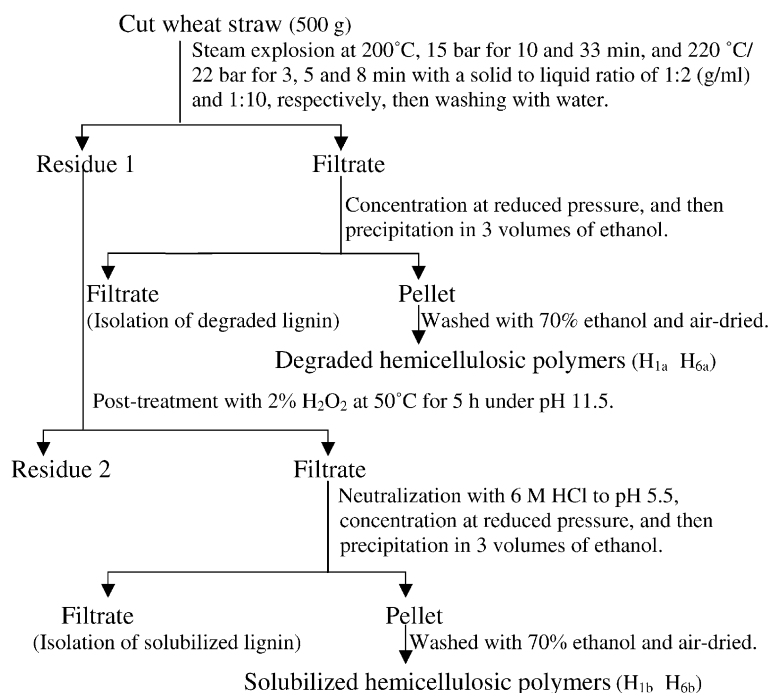 Cut wheat straw (500 g)
Steam explosion at 200˚C, 15 bar for 10 and 33 min, and 220 ˚C/
22 bar for 3, 5 and 8 min with a solid to liquid ratio of 1:2 (g/ml)
and 1:10, respectively, then washing with water.
Residue 1
Filtrate
Concentration at reduced pressure, and then
precipitation in 3 volumes of ethanol.
Filtrate
(Isolation of degraded lignin)
Pellet
Washed with 70% ethanol and air-dried.
Degraded hemicellulosic polymers (H₁ₐ H₆ₐ)
Post-treatment with 2% H₂O₂ at 50˚C for 5 h under pH 11.5.
Residue 2
Filtrate
Neutralization with 6 M HCl to pH 5.5,
concentration at reduced pressure, and then
precipitation in 3 volumes of ethanol.
Filtrate
(Isolation of solubilized lignin)
Pellet
Washed with 70% ethanol and air-dried.
Solubilized hemicellulosic polymers (H1b H6b)